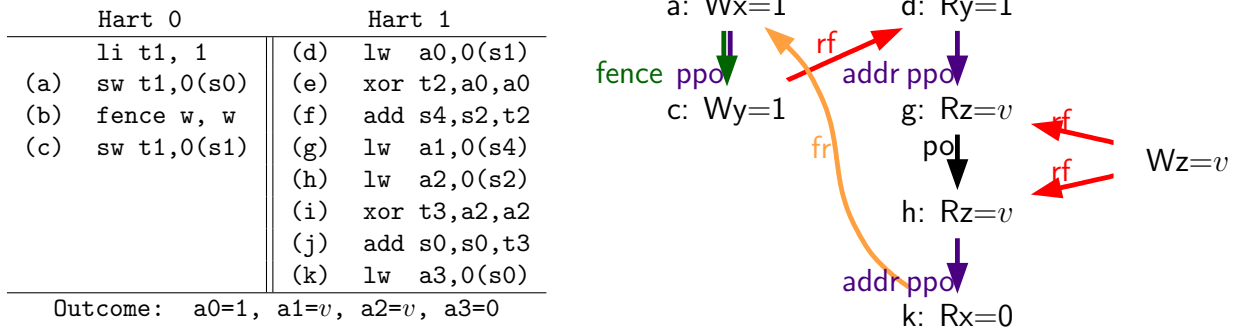 Hart 0 Hart 1
li t1, 1 (d) lw a0,0(s1)
(a) sw t1,0(s0) (e) xor t2,a0,a0
(b) fence w, w (f) add s4,s2,t2
(c) sw t1,0(s1) (g) lw a1,0(s4)
(h) lw a2,0(s2)
(i) xor t3,a2,a2
(j) add s0,s0,t3
(k) lw a3,0(s0)
Outcome: a0=1, a1=v, a2=v, a3=0
a: Wx=1 d: Ry=1
rf
fence ppo addr ppo
c: Wy=1 g: Rz=v
rf
fr po
Wz=v
rf
h: Rz=v
addr ppo
k: Rx=0